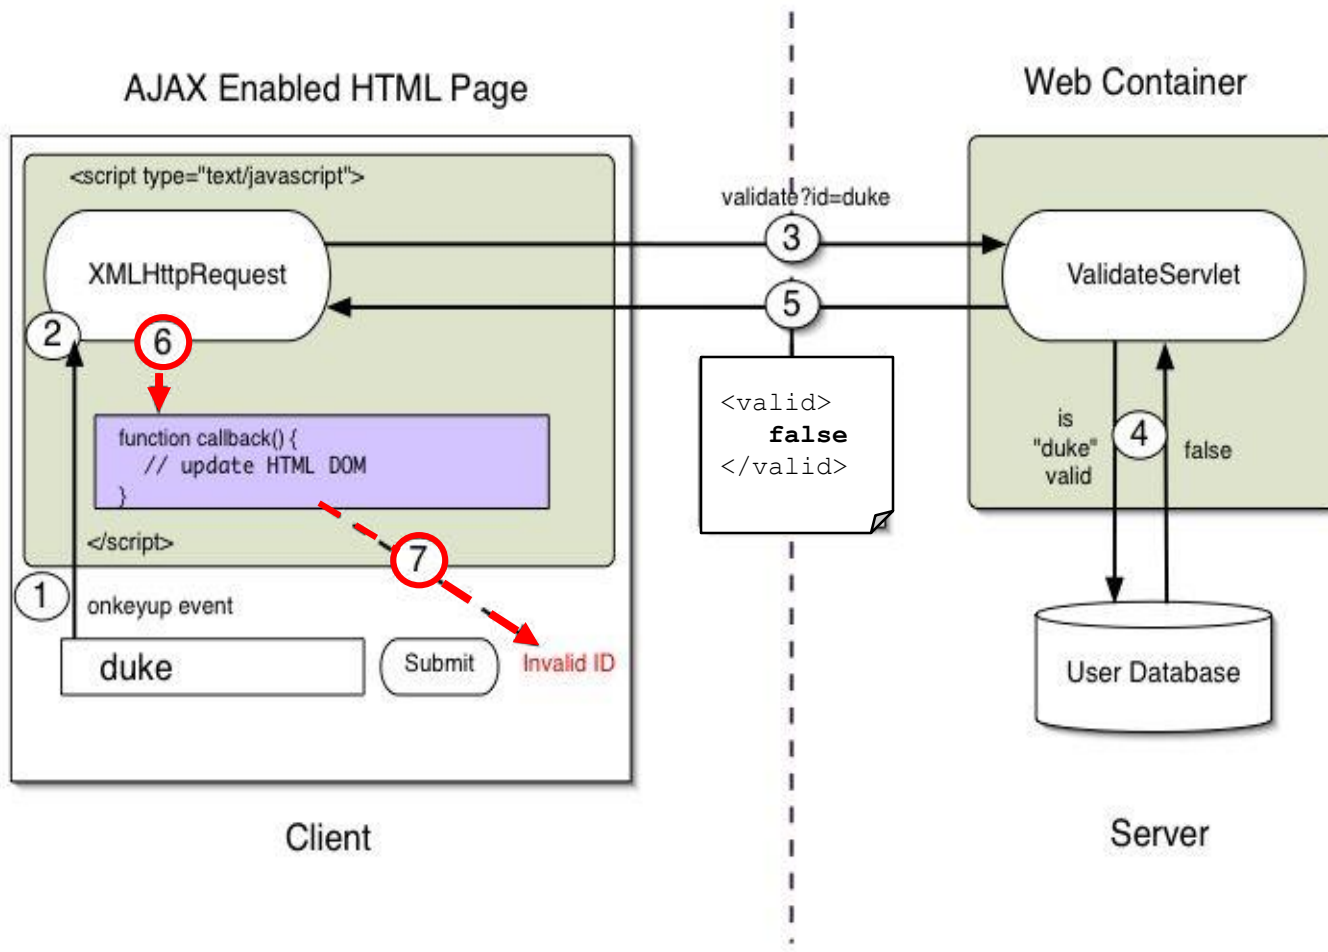 AJAX Enabled HTML Page
Web Container
<script type="text/javascript">
validate?id=duke
3
XMLHttpRequest
ValidateServlet
5
2
6
<valid>
false
</valid>
is
"duke"
valid
4
false
function callback() {
// update HTML DOM
}
</script>
7
1
onkeyup event
duke
Submit
Invalid ID
User Database
Client
Server